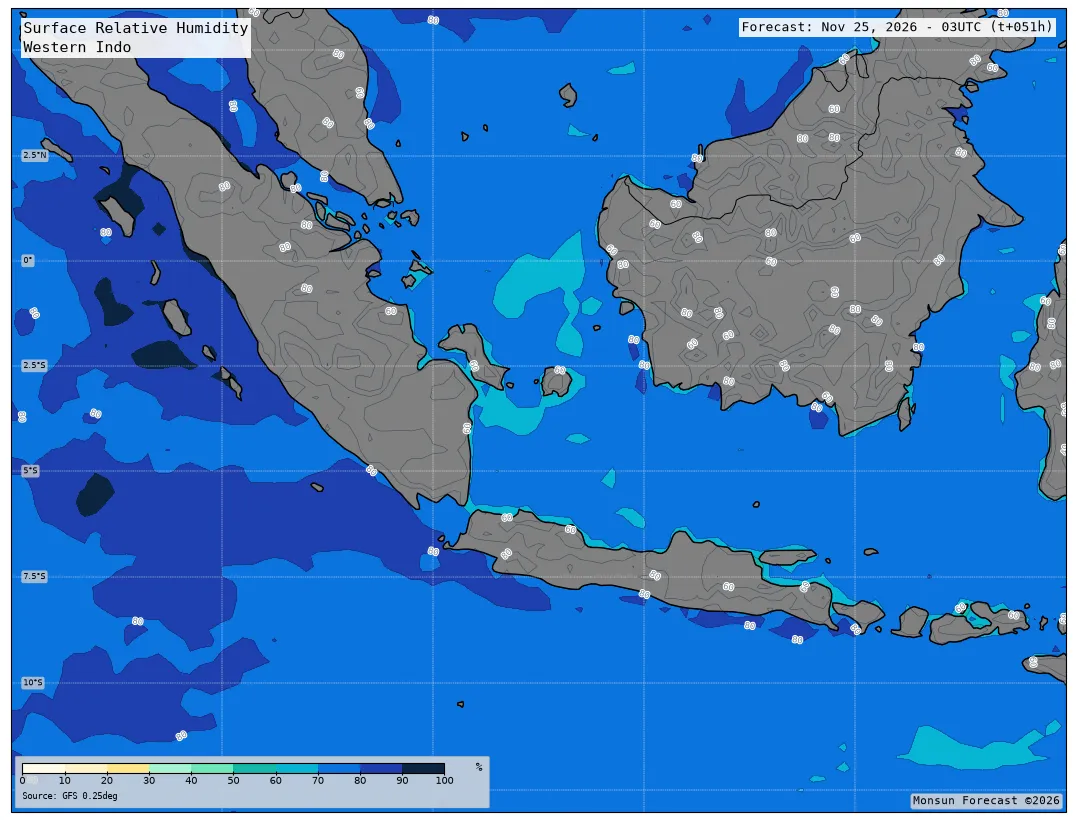 Surface Relative Humidity
Western Indo
Forecast: Nov 25, 2026 - 03UTC (t+051h)
2.5°N
0°
2.5°S
5°S
7.5°S
10°S
%
0 10 20 30 40 50 60 70 80 90 100
Source: GFS 0.25deg
Monsun Forecast ©2026